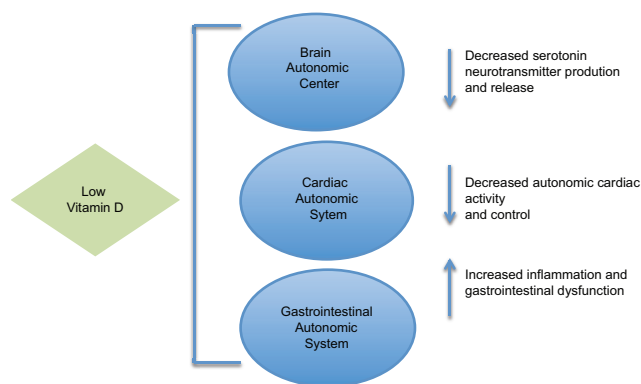 Brain
Autonomic
Center
Decreased serotonin
neurotransmitter prodution
and release
Low
Vitamin D
Cardiac
Autonomic
Sytem
Decreased autonomic cardiac
activity
and control
Increased inflammation and
gastrointestinal dysfunction
Gastrointestinal
Autonomic
System